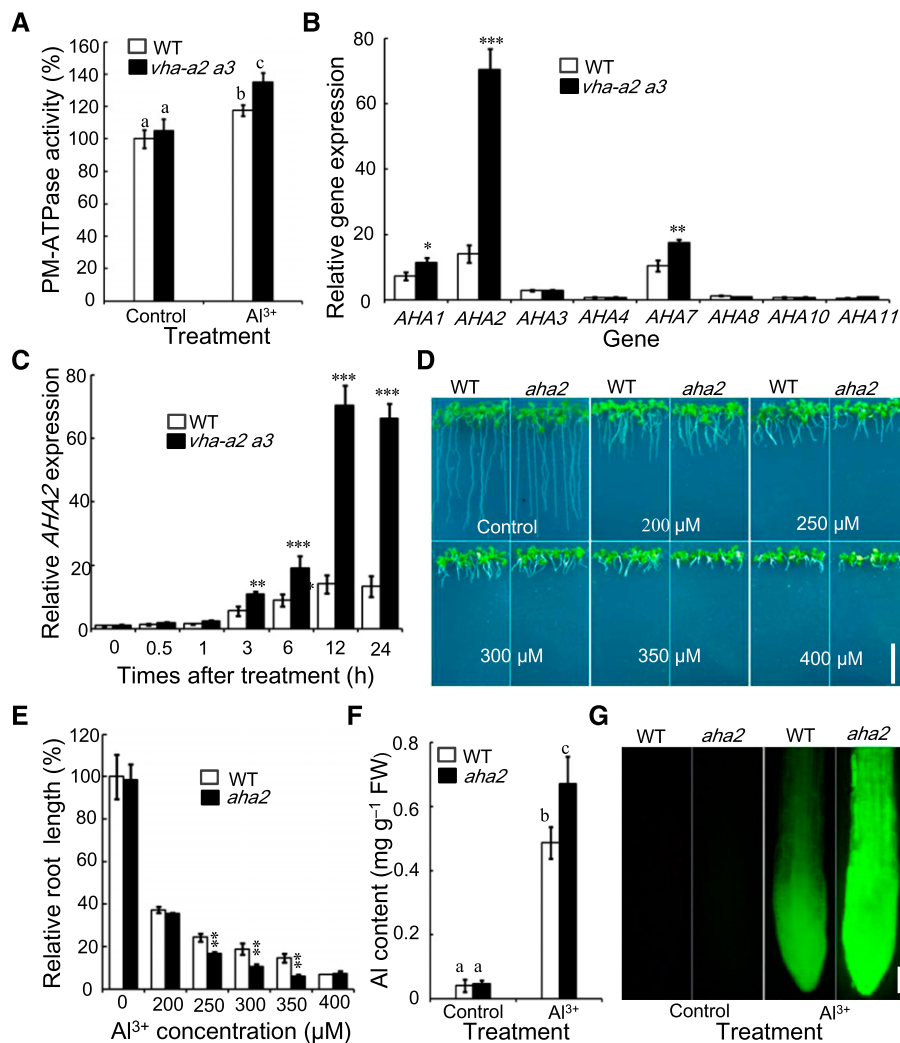 A
PM-ATPase activity (%)
160
140
120
100
80
60
40
20
0
WT
vha-a2 a3
a
a
b
c
Control
Al³⁺
Treatment
B
Relative gene expression
80
60
40
20
0
WT
vha-a2 a3
*
***
**
AHA1
AHA2
AHA3
AHA4
AHA7
AHA8
AHA10
AHA11
Gene
C
Relative AHA2 expression
80
60
40
20
0
WT
vha-a2 a3
**
***
*
***
***
0
0.5
1
3
6
12
24
Times after treatment (h)
D
WT
aha2
WT
aha2
WT
aha2
Control
200 µM
250 µM
300 µM
350 µM
400 µM
E
Relative root length (%)
120
100
80
60
40
20
0
WT
aha2
**
**
**
0
200
250
300
350
400
Al³⁺ concentration (µM)
F
Al content (mg g⁻¹ FW)
0.8
0.6
0.4
0.2
0
WT
aha2
a
a
b
c
Control
Al³⁺
Treatment
G
WT
aha2
WT
aha2
Control
Al³⁺
Treatment